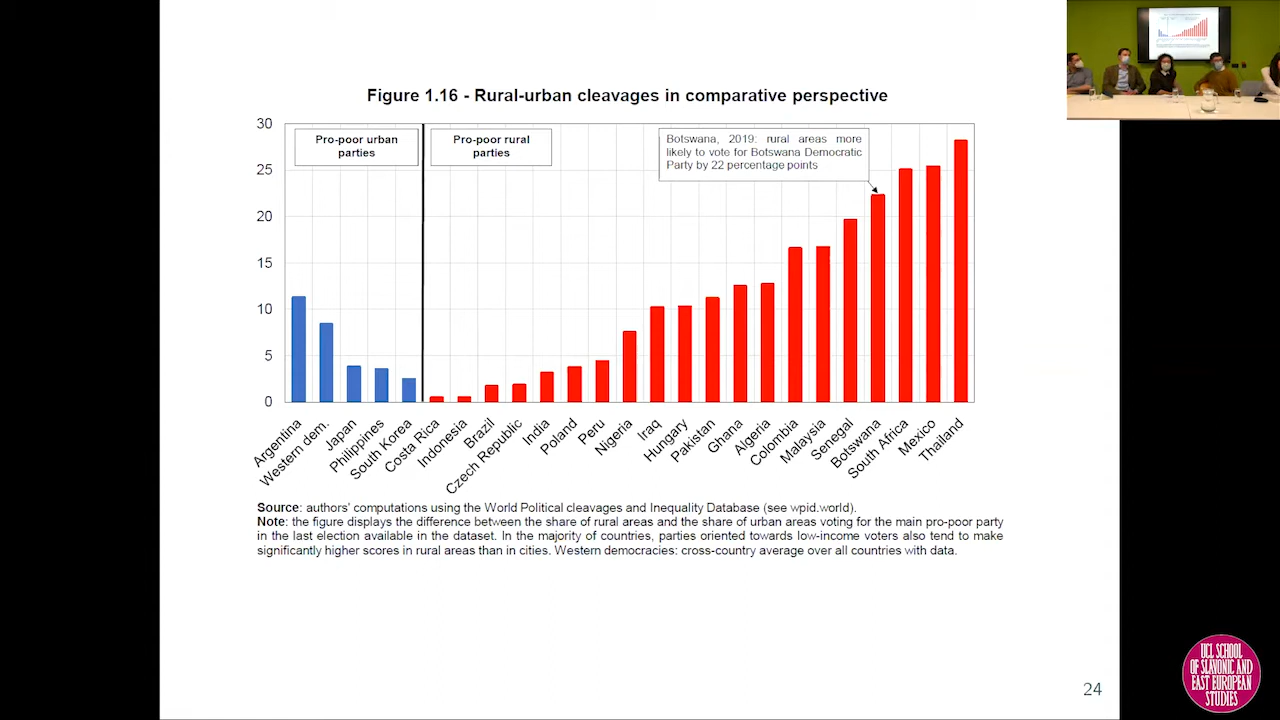 Figure 1.16 - Rural-urban cleavages in comparative perspective
30
25
20
15
10
5
0
Pro-poor urban
parties
Pro-poor rural
parties
Botswana, 2019: rural areas more
likely to vote for Botswana Democratic
Party by 22 percentage points
Argentina
Western dem.
Japan
Philippines
South Korea
Costa Rica
Indonesia
Brazil
Czech Republic
India
Poland
Peru
Nigeria
Iraq
Hungary
Pakistan
Ghana
Algeria
Colombia
Malaysia
Senegal
Botswana
South Africa
Mexico
Thailand
Source: authors' computations using the World Political cleavages and Inequality Database (see wpid.world).
Note: the figure displays the difference between the share of rural areas and the share of urban areas voting for the main pro-poor party
in the last election available in the dataset. In the majority of countries, parties oriented towards low-income voters also tend to make
significantly higher scores in rural areas than in cities. Western democracies: cross-country average over all countries with data.
24
UCL SCHOOL
OF SLAVONIC AND
EAST EUROPEAN
STUDIES